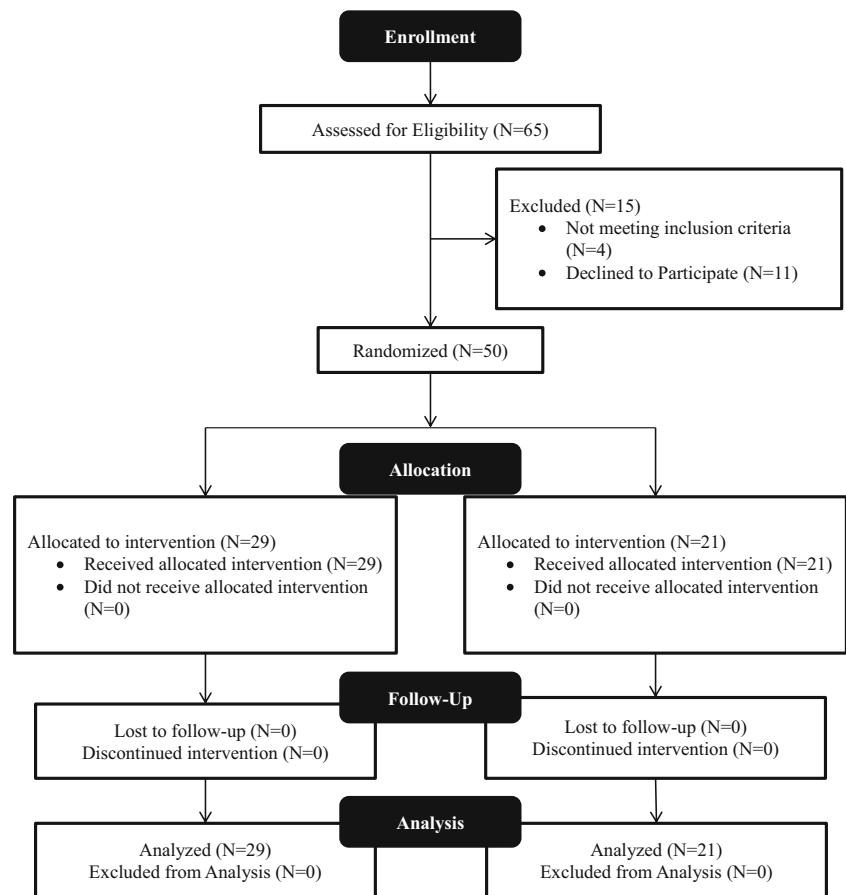 Enrollment
Assessed for Eligibility (N=65)
Excluded (N=15)
• Not meeting inclusion criteria
(N=4)
• Declined to Participate (N=11)
Randomized (N=50)
Allocation
Allocated to intervention (N=29)
• Received allocated intervention (N=29)
• Did not receive allocated intervention
(N=0)
Allocated to intervention (N=21)
• Received allocated intervention (N=21)
• Did not receive allocated intervention
(N=0)
Follow-Up
Lost to follow-up (N=0)
Discontinued intervention (N=0)
Lost to follow-up (N=0)
Discontinued intervention (N=0)
Analysis
Analyzed (N=29)
Excluded from Analysis (N=0)
Analyzed (N=21)
Excluded from Analysis (N=0)